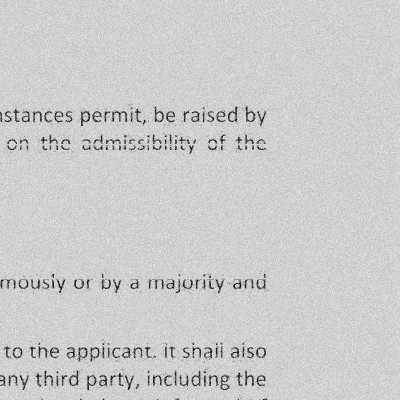 nstances permit, be raised by
on the admissibility of the
mously or by a majority and
to the applicant. It shall also
any third party, including the